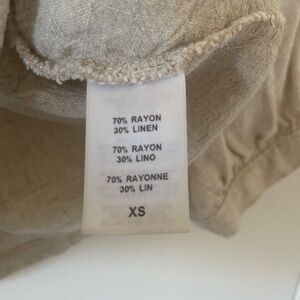 70% RAYON
30% LINEN
70% RAYON
30% LINO
70% RAYONNE
30% LIN
XS